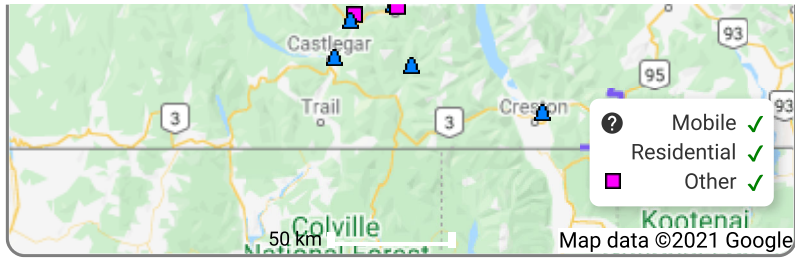 93
Castlegar
95
Trail
Creston
3
3
93
?
Mobile ✓
Residential ✓
Other ✓
Colville
National Forest
Kootenai
50 km
Map data ©2021 Google